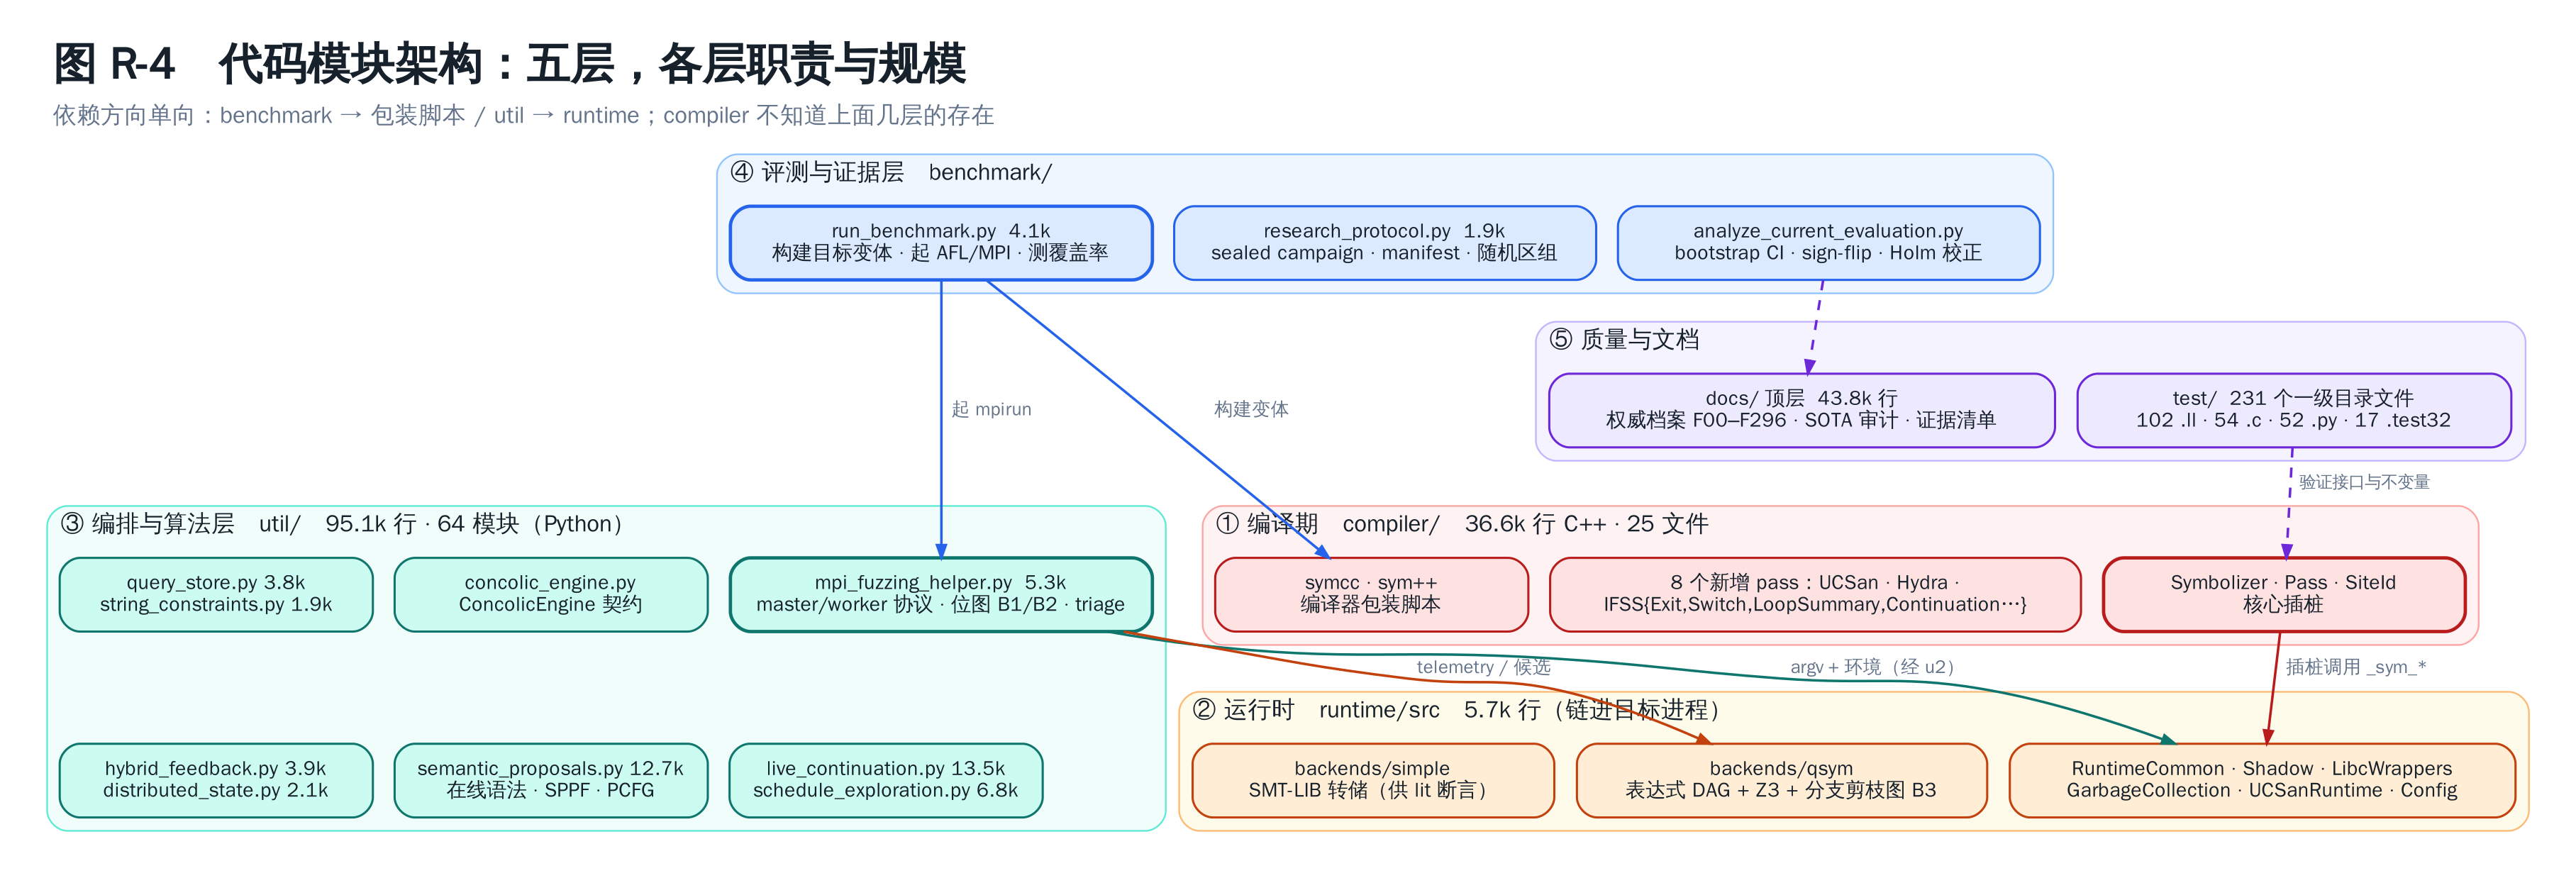 图 R-4　代码模块架构：五层，各层职责与规模
依赖方向单向：benchmark → 包装脚本 / util → runtime；compiler 不知道上面几层的存在
④ 评测与证据层　benchmark/
run_benchmark.py  4.1k
构建目标变体 · 起 AFL/MPI · 测覆盖率
research_protocol.py  1.9k
sealed campaign · manifest · 随机区组
analyze_current_evaluation.py
bootstrap CI · sign-flip · Holm 校正
⑤ 质量与文档
docs/ 顶层  43.8k 行
权威档案 F00–F296 · SOTA 审计 · 证据清单
test/  231 个一级目录文件
102 .ll · 54 .c · 52 .py · 17 .test32
起 mpirun
构建变体
验证接口与不变量
③ 编排与算法层　util/　95.1k 行 · 64 模块（Python）
query_store.py 3.8k
string_constraints.py 1.9k
concolic_engine.py
ConcolicEngine 契约
mpi_fuzzing_helper.py  5.3k
master/worker 协议 · 位图 B1/B2 · triage
① 编译期　compiler/　36.6k 行 C++ · 25 文件
symcc · sym++
编译器包装脚本
8 个新增 pass：UCSan · Hydra ·
IFSS{Exit,Switch,LoopSummary,Continuation…}
Symbolizer · Pass · SiteId
核心插桩
telemetry / 候选
argv + 环境（经 u2）
插桩调用 _sym_*
hybrid_feedback.py 3.9k
distributed_state.py 2.1k
semantic_proposals.py 12.7k
在线语法 · SPPF · PCFG
live_continuation.py 13.5k
schedule_exploration.py 6.8k
② 运行时　runtime/src　5.7k 行（链进目标进程）
backends/simple
SMT-LIB 转储（供 lit 断言）
backends/qsym
表达式 DAG + Z3 + 分支剪枝图 B3
RuntimeCommon · Shadow · LibcWrappers
GarbageCollection · UCSanRuntime · Config